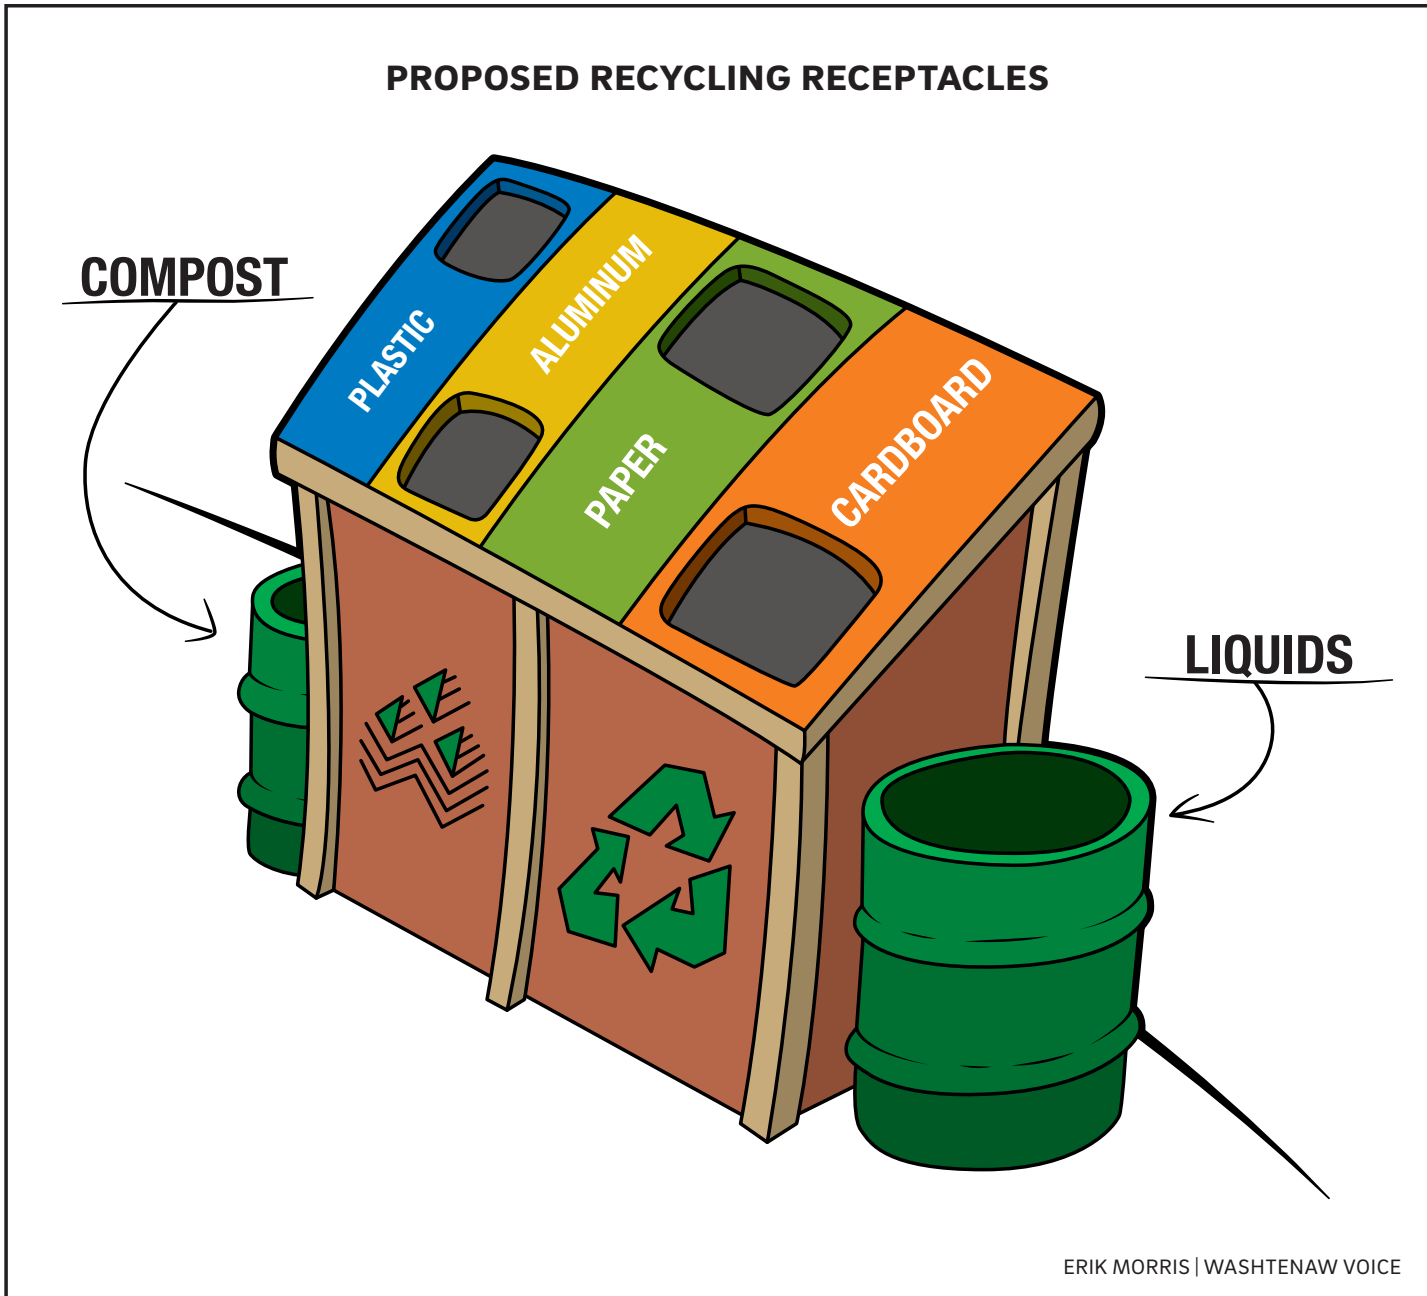 PROPOSED RECYCLING RECEPTACLES
COMPOST
PLASTIC
ALUMINUM
PAPER
CARDBOARD
LIQUIDS
ERIK MORRIS | WASHTENAW VOICE